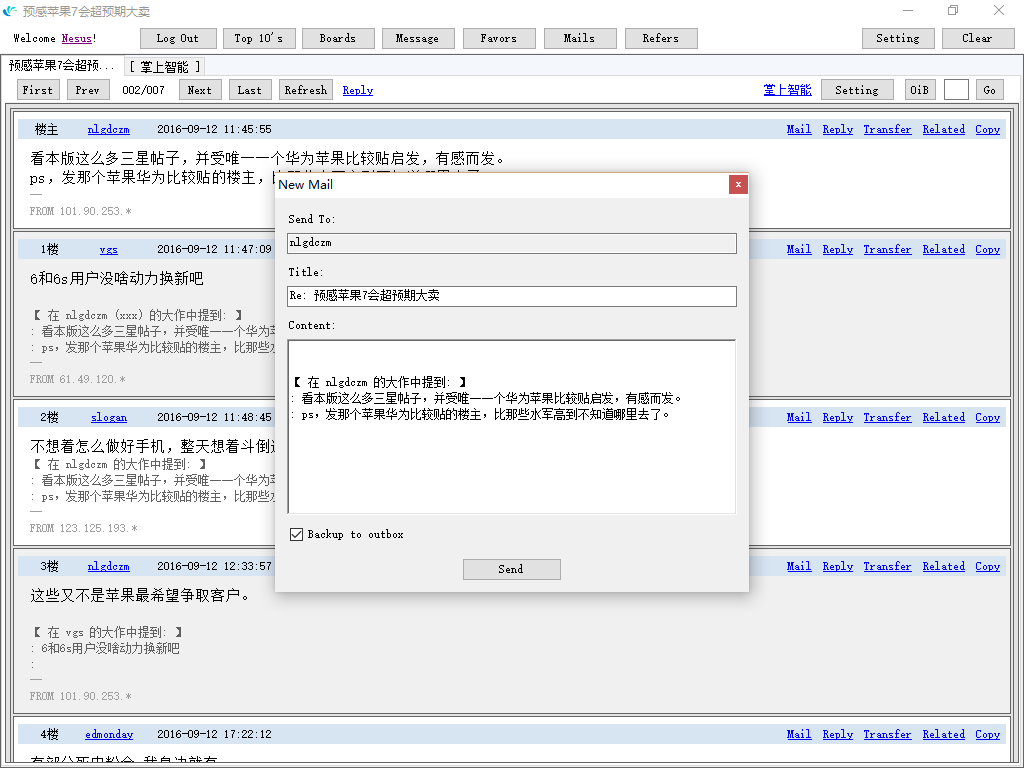 预感苹果7会超预期大卖
Welcome Nesus!
Log Out
Top 10's
Boards
Message
Favors
Mails
Refers
Setting
Clear
预感苹果7会超预...
[ 掌上智能 ]
First
Prev
002/007
Next
Last
Refresh
Reply
掌上智能
Setting
OiB
Go
楼主 nlgdczm 2016-09-12 11:45:55 Mail Reply Transfer Related Copy
看本版这么多三星帖子，并受唯一一个华为苹果比较贴启发，有感而发。
ps，发那个苹果华为比较贴的楼主，
—
FROM 101.90.253.*
1楼 vgs 2016-09-12 11:47:09 Mail Reply Transfer Related Copy
6和6s用户没啥动力换新吧
【 在 nlgdczm (xxx) 的大作中提到: 】
: 看本版这么多三星帖子，并受唯一一个华为
: ps，发那个苹果华为比较贴的楼主，比那些
—
FROM 61.49.120.*
2楼 slogan 2016-09-12 11:48:45 Mail Reply Transfer Related Copy
不想着怎么做好手机，整天想着斗倒
【 在 nlgdczm 的大作中提到: 】
: 看本版这么多三星帖子，并受唯一一个华为
: ps，发那个苹果华为比较贴的楼主，比那些
—
FROM 123.125.193.*
3楼 nlgdczm 2016-09-12 12:33:57 Mail Reply Transfer Related Copy
这些又不是苹果最希望争取客户。
【 在 vgs 的大作中提到: 】
: 6和6s用户没啥动力换新吧
:
—
FROM 101.90.253.*
4楼 edmonday 2016-09-12 17:22:12 Mail Reply Transfer Related Copy
New Mail
x
Send To:
nlgdczm
Title:
Re: 预感苹果7会超预期大卖
Content:
【 在 nlgdczm 的大作中提到: 】
: 看本版这么多三星帖子，并受唯一一个华为苹果比较贴启发，有感而发。
: ps，发那个苹果华为比较贴的楼主，比那些水军高到不知道哪里去了。
Backup to outbox
Send